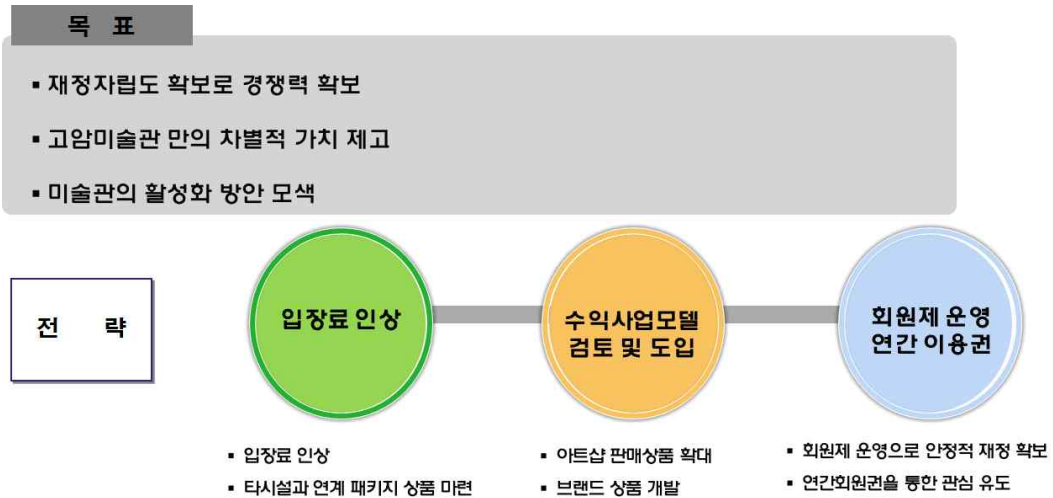 목 표
▪ 재정자립도 확보로 경쟁력 확보
▪ 고암미술관 만의 차별적 가치 제고
▪ 미술관의 활성화 방안 모색
전 략
입장료 인상
수익사업모델
검토 및 도입
회원제 운영
연간 이용권
▪ 입장료 인상
▪ 타시설과 연계 패키지 상품 마련
▪ 아트샵 판매상품 확대
▪ 브랜드 상품 개발
▪ 회원제 운영으로 안정적 재정 확보
▪ 연간회원권을 통한 관심 유도